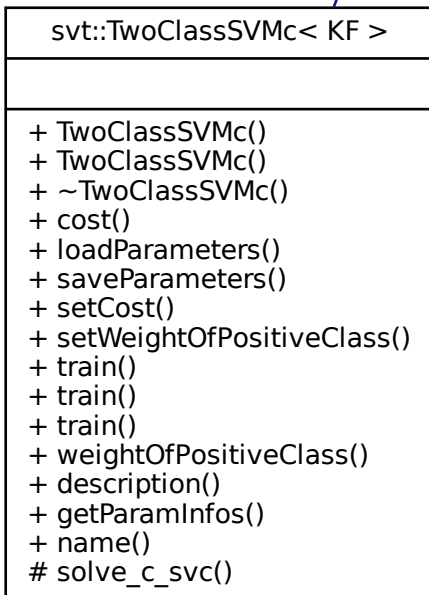 svt::TwoClassSVMc< KF >
+ TwoClassSVMc()
+ TwoClassSVMc()
+ ~TwoClassSVMc()
+ cost()
+ loadParameters()
+ saveParameters()
+ setCost()
+ setWeightOfPositiveClass()
+ train()
+ train()
+ train()
+ weightOfPositiveClass()
+ description()
+ getParamInfos()
+ name()
# solve_c_svc()